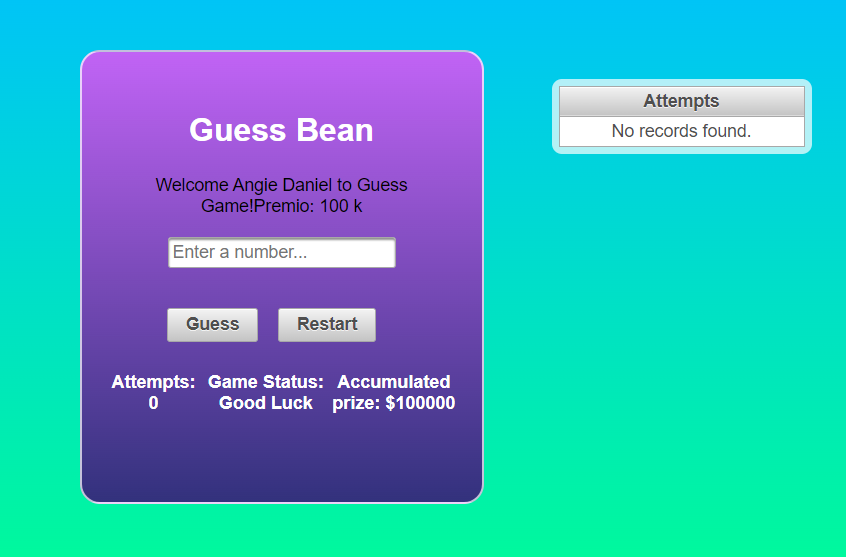 Guess Bean
Welcome Angie Daniel to Guess
Game!Premio: 100 k
Enter a number...
Guess
Restart
Attempts:
0
Game Status:
Good Luck
Accumulated
prize: $100000
Attempts
No records found.